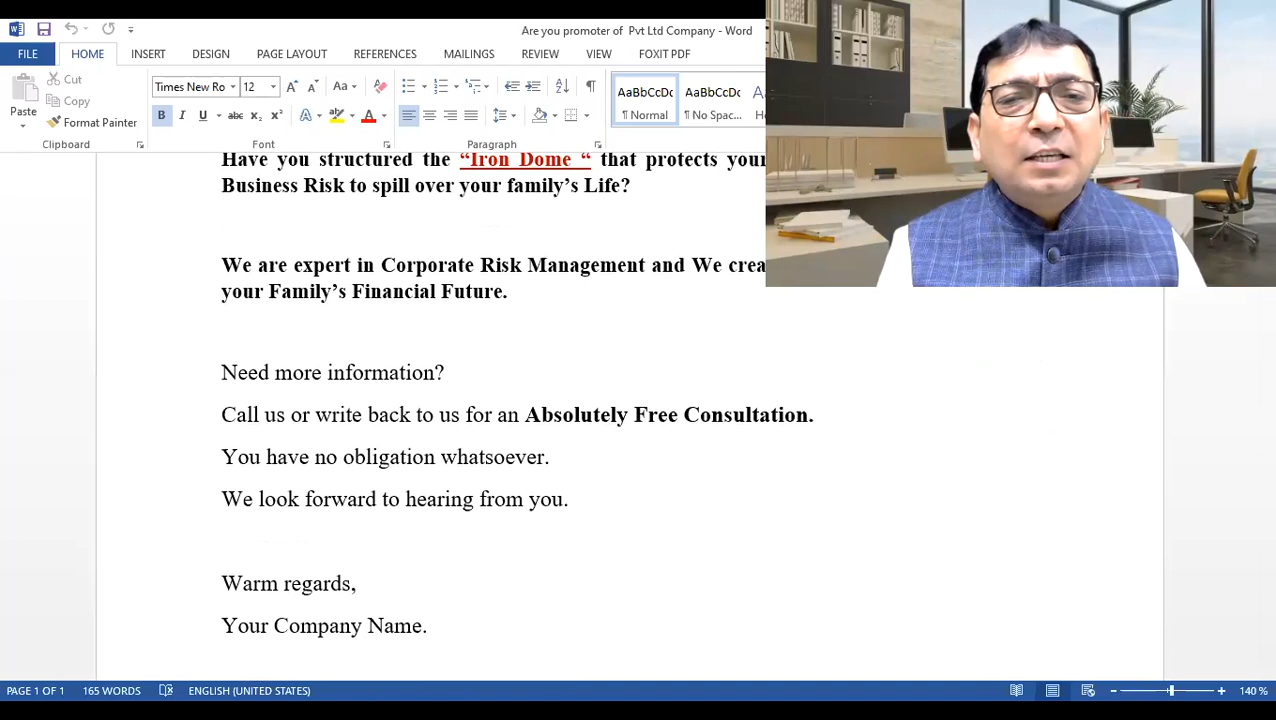 Are you promoter of Pvt Ltd Company - Word
FILE HOME INSERT DESIGN PAGE LAYOUT REFERENCES MAILINGS REVIEW VIEW FOXIT PDF
Cut
Copy
Format Painter
Paste
Clipboard
Times New Ro 12
Aa
B I U abc x₂ x² A ab A
Font
Paragraph
AaBbCcDc AaBbCcDc
¶ Normal ¶ No Spac...
Have you structured the “Iron Dome “ that protects your
Business Risk to spill over your family’s Life?
We are expert in Corporate Risk Management and We crea
your Family’s Financial Future.
Need more information?
Call us or write back to us for an Absolutely Free Consultation.
You have no obligation whatsoever.
We look forward to hearing from you.
Warm regards,
Your Company Name.
PAGE 1 OF 1 165 WORDS ENGLISH (UNITED STATES) 140 %